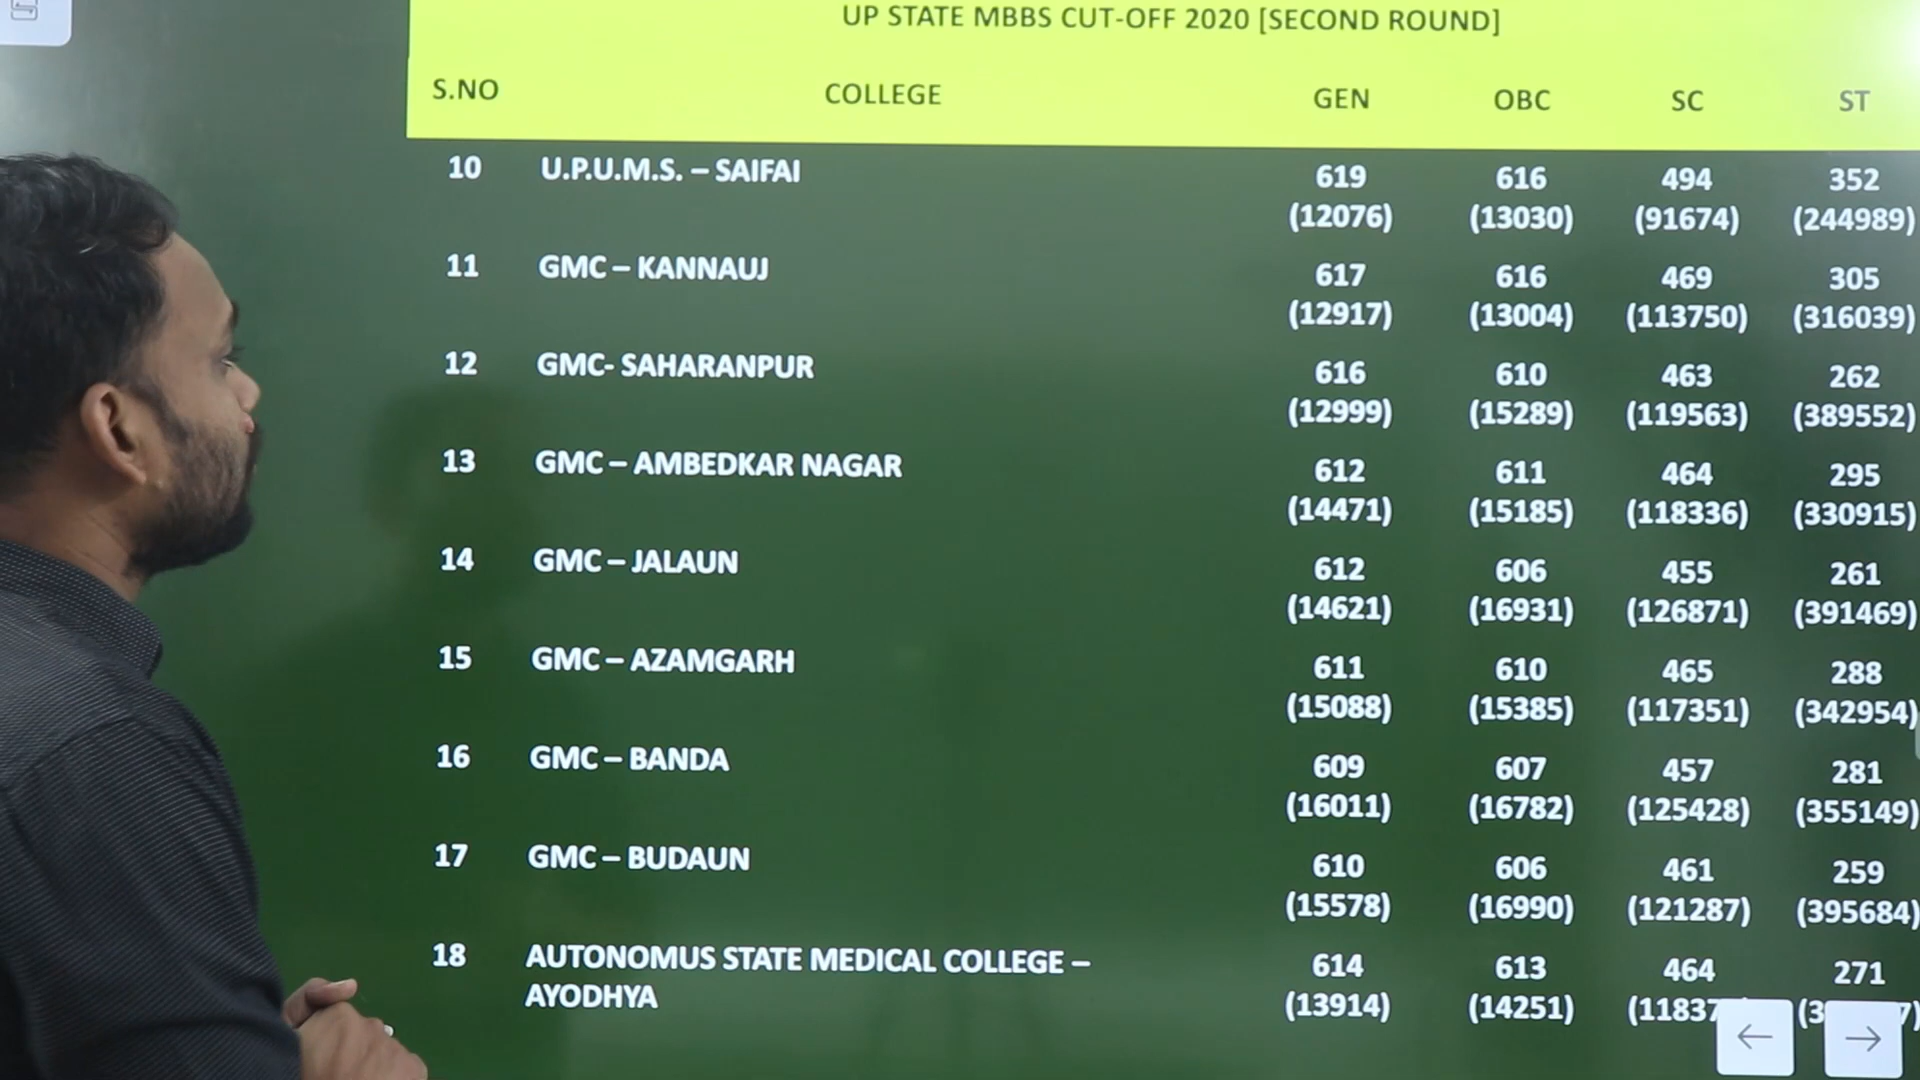 UP STATE MBBS CUT-OFF 2020 [SECOND ROUND]
S.NO COLLEGE GEN OBC SC ST
10 U.P.U.M.S. – SAIFAI 619 616 494 352
(12076) (13030) (91674) (244989)
11 GMC – KANNAUJ 617 616 469 305
(12917) (13004) (113750) (316039)
12 GMC- SAHARANPUR 616 610 463 262
(12999) (15289) (119563) (389552)
13 GMC – AMBEDKAR NAGAR 612 611 464 295
(14471) (15185) (118336) (330915)
14 GMC – JALAUN 612 606 455 261
(14621) (16931) (126871) (391469)
15 GMC – AZAMGARH 611 610 465 288
(15088) (15385) (117351) (342954)
16 GMC – BANDA 609 607 457 281
(16011) (16782) (125428) (355149)
17 GMC – BUDAUN 610 606 461 259
(15578) (16990) (121287) (395684)
18 AUTONOMUS STATE MEDICAL COLLEGE – 614 613 464 271
AYODHYA (13914) (14251)